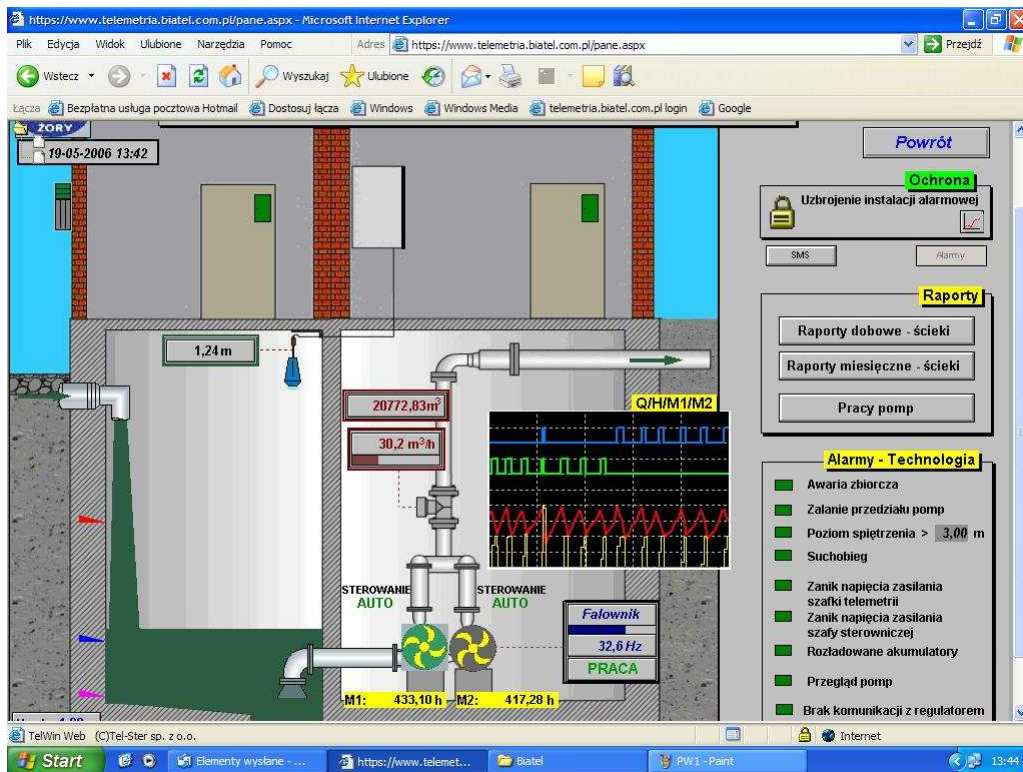 https://www.telemetria.biatel.com.pl/pane.aspx - Microsoft Internet Explorer
Plik Edycja Widok Ulubione Narzędzia Pomoc Adres https://www.telemetria.biatel.com.pl/pane.aspx Przejdź
Wstecz Wyszukaj Ulubione
Łącza Bezpłatna usługa pocztowa Hotmail Dostosuj łącza Windows Windows Media telemetria.biatel.com.pl login Google
ŻORY
19-05-2006 13:42
Powrót
Ochrona
Uzbrojenie instalacji alarmowej
SMS Alarmy
Raporty
Raporty dobowe - ścieki
Raporty miesięczne - ścieki
Pracy pomp
1,24 m
20772,83m³
30,2 m³/h
Q/H/M1/M2
Alarmy - Technologia
Awaria zbiorcza
Zalanie przedziału pomp
Poziom spiętrzenia > 3,00 m
Suchobieg
Zanik napięcia zasilania
szafki telemetrii
Zanik napięcia zasilania
szafy sterowniczej
Rozładowane akumulatory
Przegląd pomp
Brak komunikacji z regulatorem
STEROWANIE
AUTO
STEROWANIE
AUTO
Falownik
32,6 Hz
PRACA
M1: 433,10 h M2: 417,28 h
TelWin Web (C)Tel-Ster sp. z o.o. Internet
Start Elementy wysłane - ... https://www.telemet... Biatel PW1 - Paint 13:44